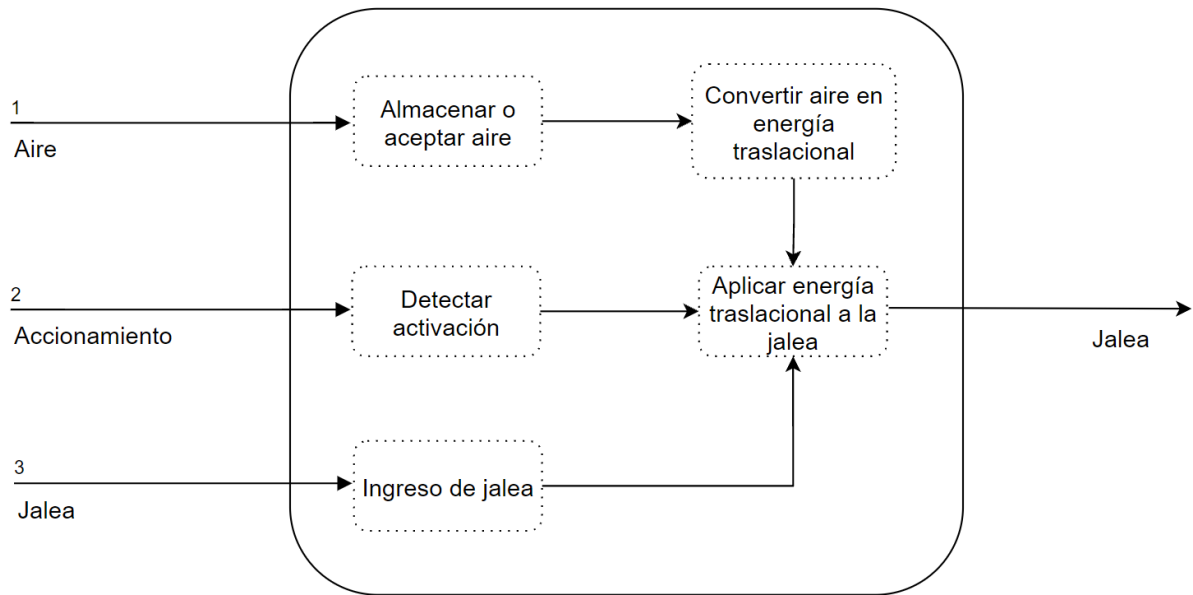 1
Aire
Almacenar o
aceptar aire
Convertir aire en
energía
traslacional
2
Accionamiento
Detectar
activación
Aplicar energía
traslacional a la
jalea
Jalea
3
Jalea
Ingreso de jalea